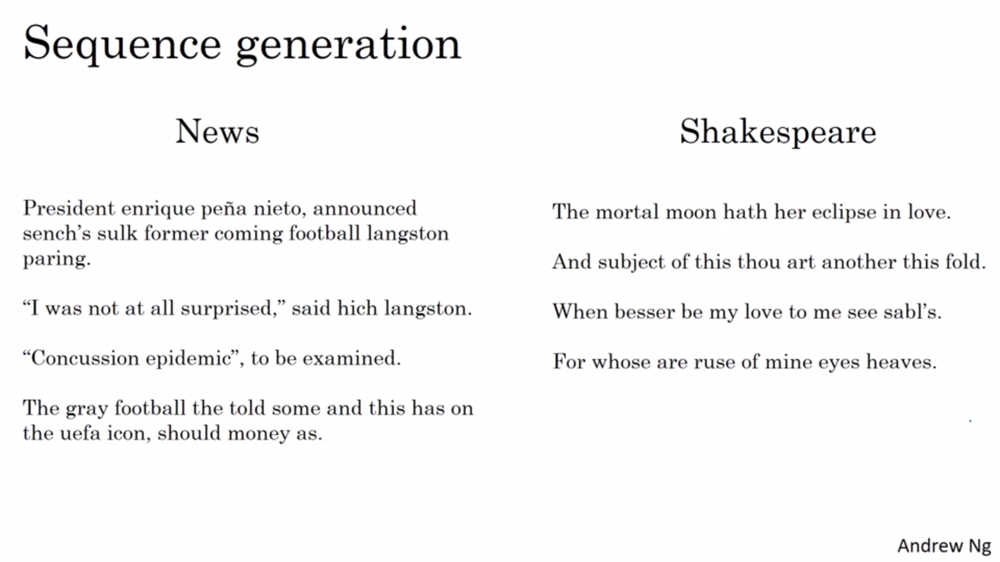 Sequence generation
News
President enrique peña nieto, announced
sench’s sulk former coming football langston
paring.
“I was not at all surprised,” said hich langston.
“Concussion epidemic”, to be examined.
The gray football the told some and this has on
the uefa icon, should money as.
Shakespeare
The mortal moon hath her eclipse in love.
And subject of this thou art another this fold.
When besser be my love to me see sabl’s.
For whose are ruse of mine eyes heaves.
Andrew Ng